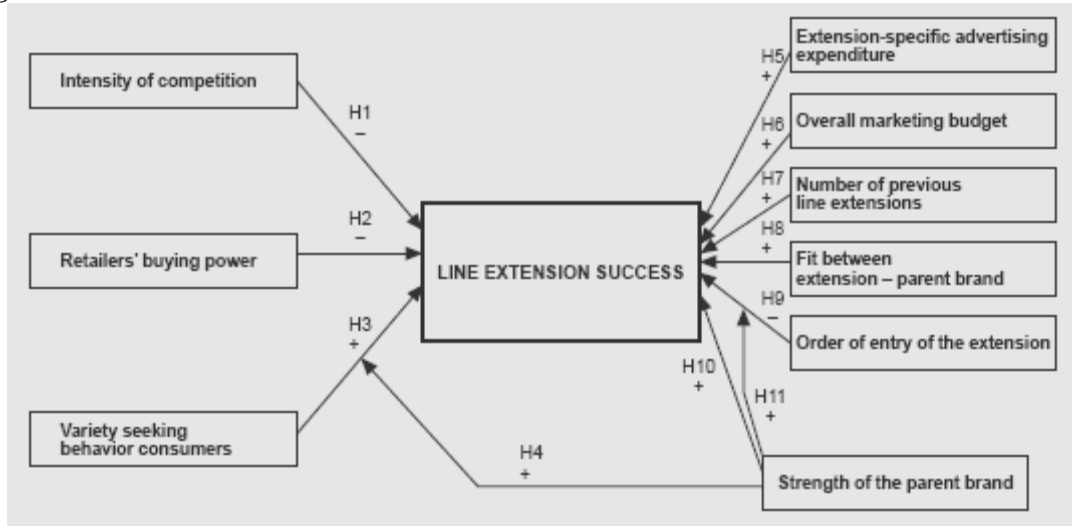 Intensity of competition
H1
–
Retailers' buying power
H2
–
Variety seeking
behavior consumers
H3
+
H4
+
LINE EXTENSION SUCCESS
Extension-specific advertising
expenditure
H5
+
Overall marketing budget
H6
+
Number of previous
line extensions
H7
+
Fit between
extension – parent brand
H8
+
Order of entry of the extension
H9
–
H10
+
H11
+
Strength of the parent brand